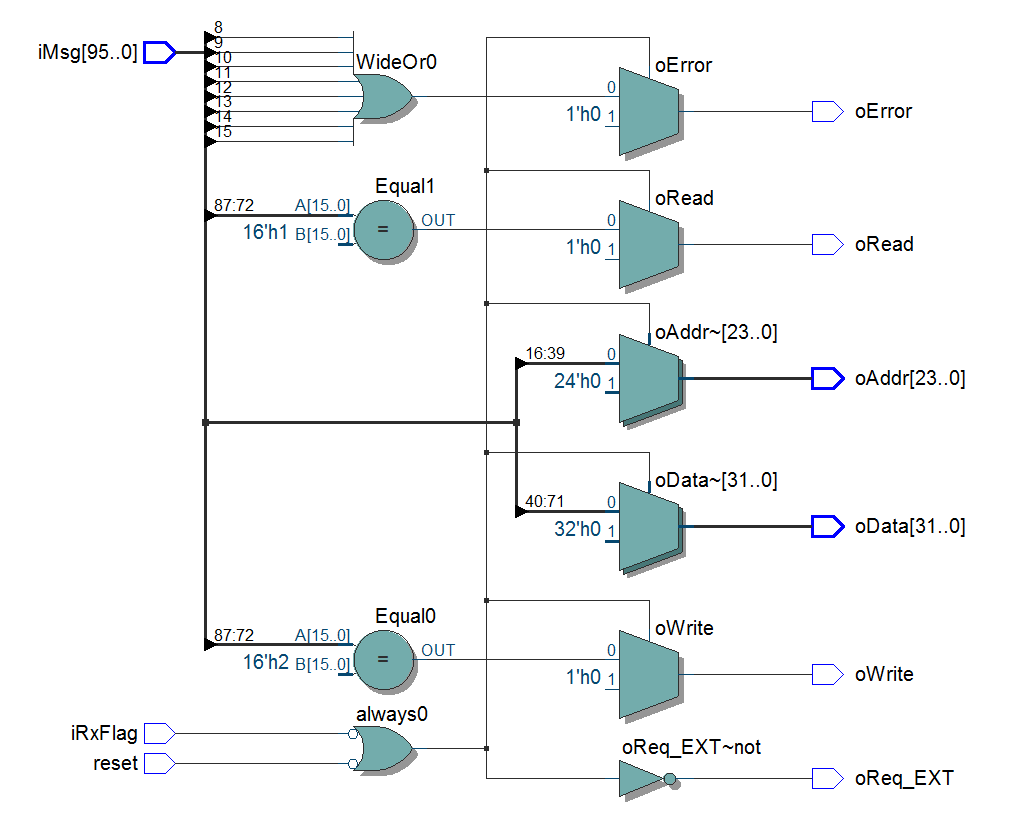 8
iMsg[95..0]
9
10
11
12
13
14
15
WideOr0
oError
0
1'h0 1
oError
Equal1
87:72 A[15..0]
16'h1 B[15..0]
=
OUT
oRead
0
1'h0 1
oRead
oAddr~[23..0]
16:39 0
24'h0 1
oAddr[23..0]
oData~[31..0]
40:71 0
32'h0 1
oData[31..0]
Equal0
87:72 A[15..0]
16'h2 B[15..0]
=
OUT
oWrite
0
1'h0 1
oWrite
always0
iRxFlag
reset
oReq_EXT~not
oReq_EXT